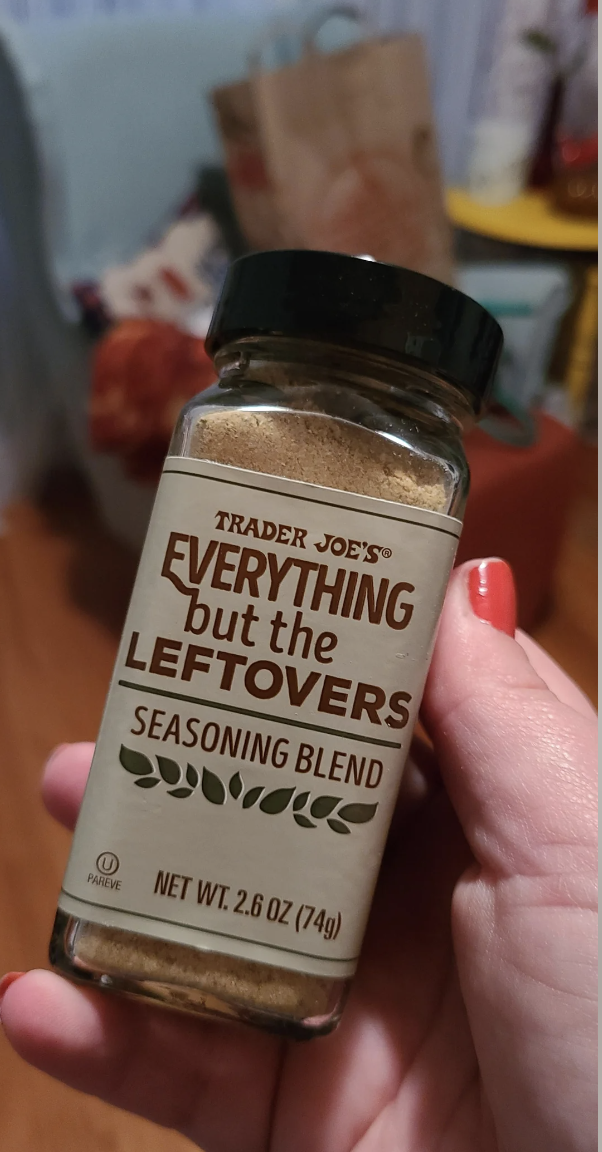 TRADER JOE'S®
EVERYTHING
but the
LEFTOVERS
SEASONING BLEND
U
PAREVE
NET WT. 2.6 OZ (74g)